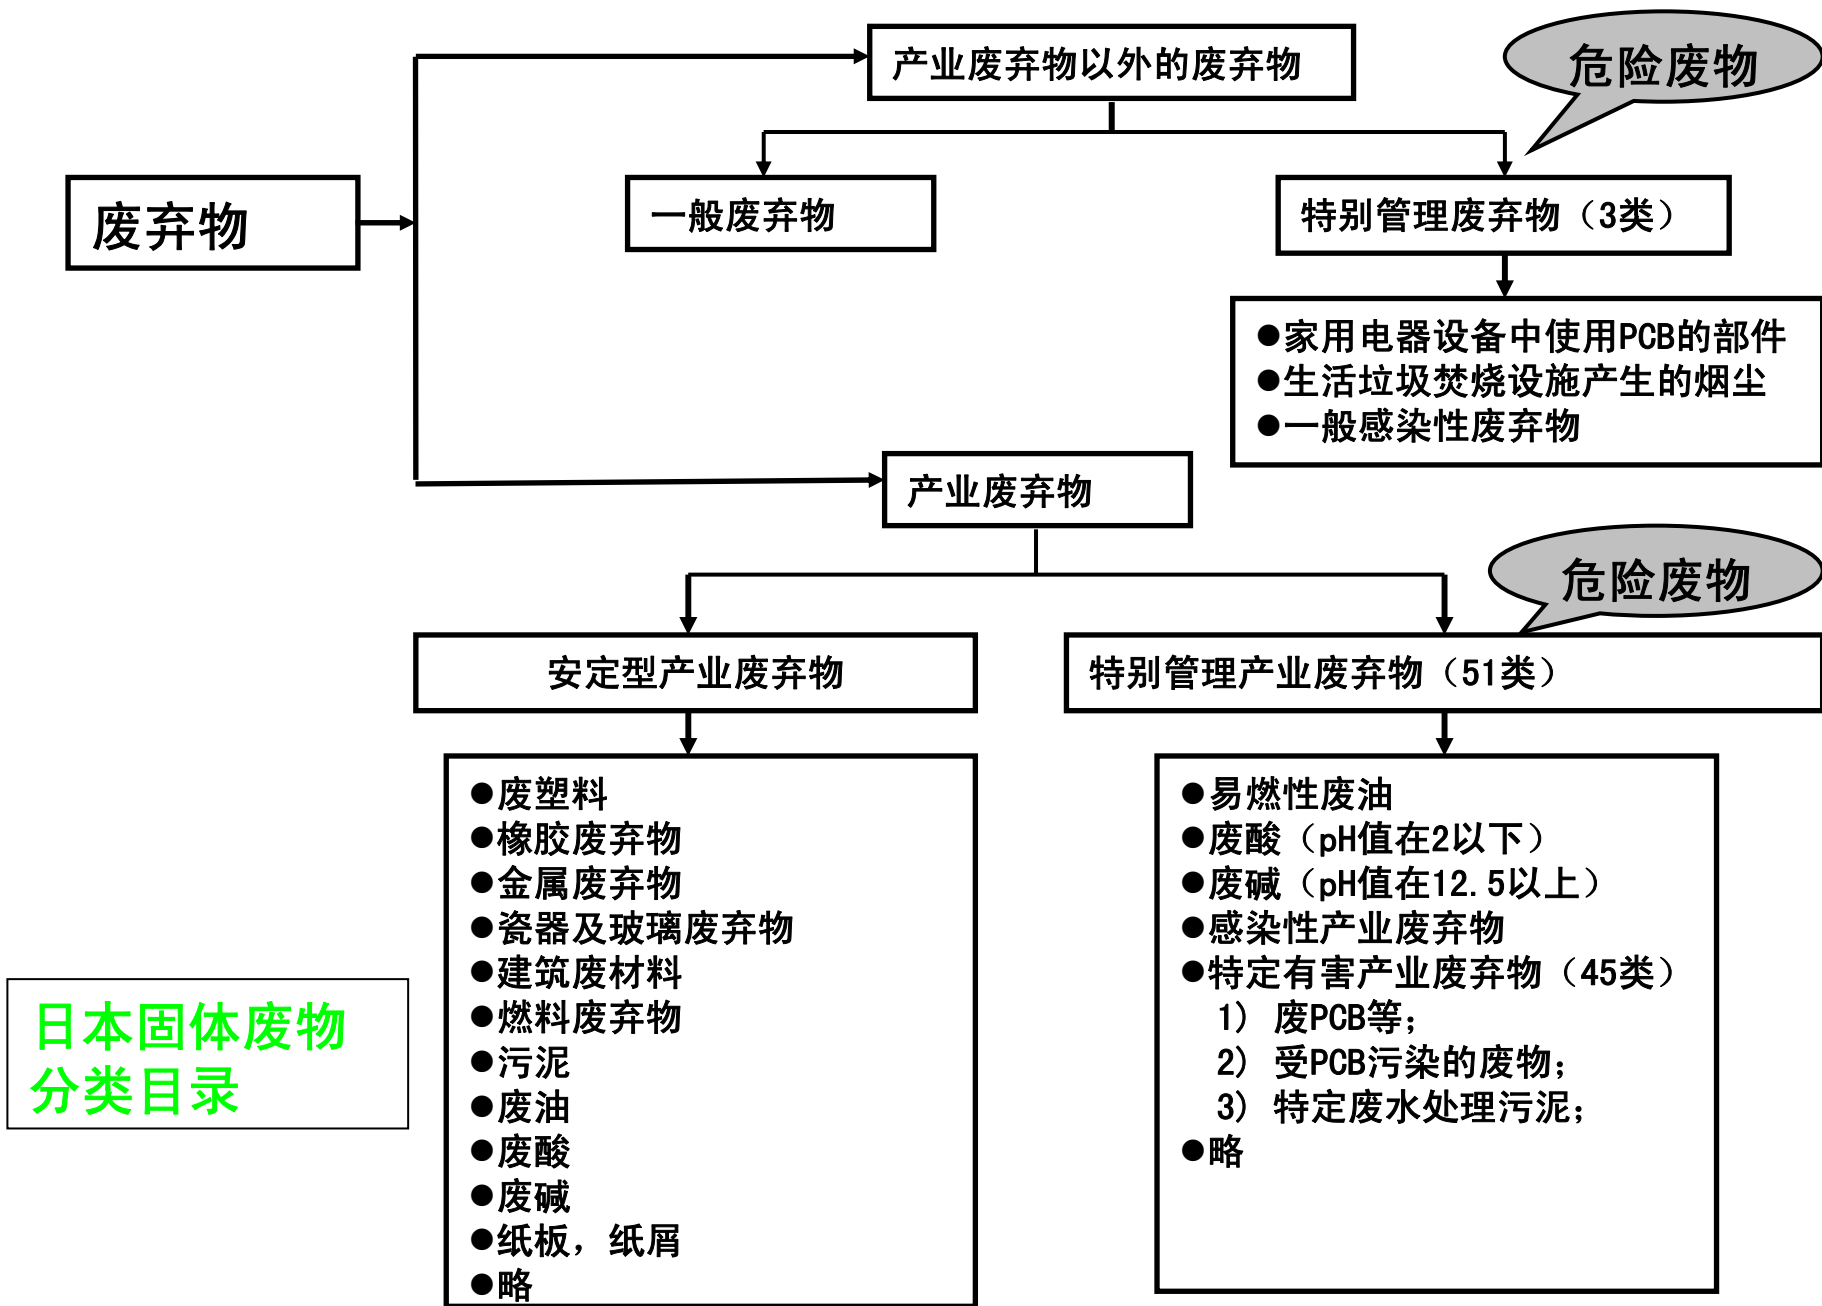 产业废弃物以外的废弃物
危险废物
废弃物
一般废弃物
特别管理废弃物（3类）
●家用电器设备中使用PCB的部件
●生活垃圾焚烧设施产生的烟尘
●一般感染性废弃物
产业废弃物
危险废物
安定型产业废弃物
特别管理产业废弃物（51类）
●废塑料
●橡胶废弃物
●金属废弃物
●瓷器及玻璃废弃物
●建筑废材料
●燃料废弃物
●污泥
●废油
●废酸
●废碱
●纸板，纸屑
●略
●易燃性废油
●废酸（pH值在2以下）
●废碱（pH值在12.5以上）
●感染性产业废弃物
●特定有害产业废弃物（45类）
1) 废PCB等；
2) 受PCB污染的废物；
3) 特定废水处理污泥；
●略
日本固体废物
分类目录